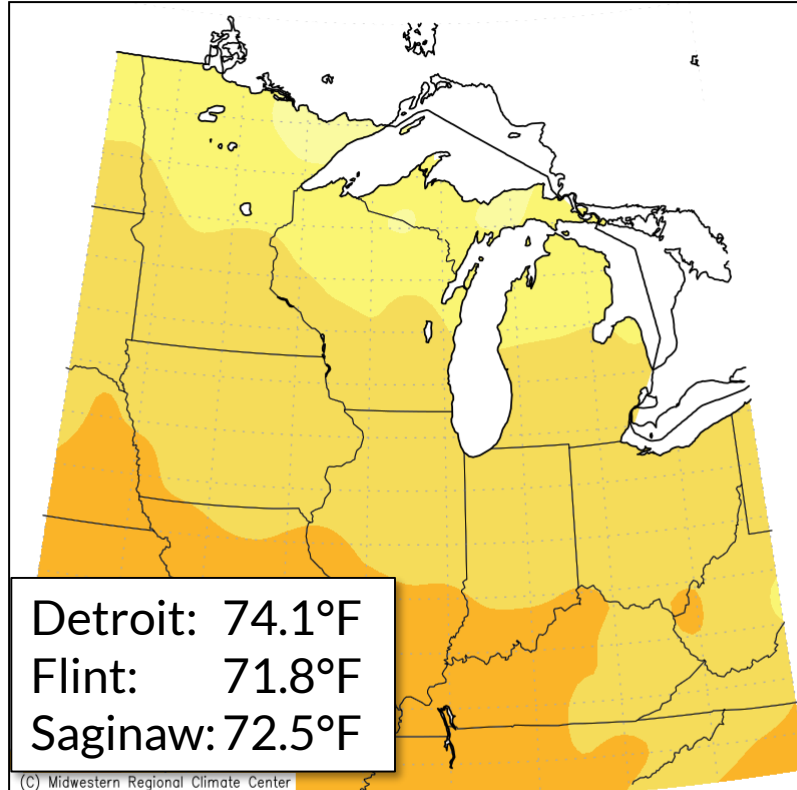 Detroit: 74.1°F
Flint: 71.8°F
Saginaw: 72.5°F
(C) Midwestern Regional Climate Center